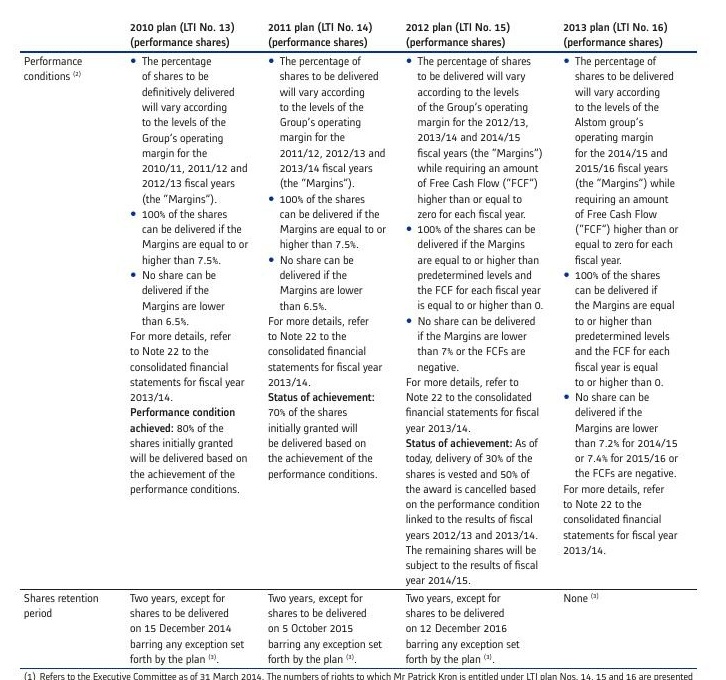 2010 plan (LTI No. 13)
(performance shares)
2011 plan (LTI No. 14)
(performance shares)
2012 plan (LTI No. 15)
(performance shares)
2013 plan (LTI No. 16)
(performance shares)
Performance
conditions (2)
• The percentage
of shares to be
definitively delivered
will vary according
to the levels of the
Group's operating
margin for the
2010/11, 2011/12 and
2012/13 fiscal years
(the "Margins").
• 100% of the shares
can be delivered if the
Margins are equal to or
higher than 7.5%.
• No share can be
delivered if the
Margins are lower
than 6.5%.
For more details, refer
to Note 22 to the
consolidated financial
statements for fiscal year
2013/14.
Performance condition
achieved: 80% of the
shares initially granted
will be delivered based on
the achievement of the
performance conditions.
• The percentage of
shares to be delivered
will vary according
to the levels of the
Group's operating
margin for the
2011/12, 2012/13 and
2013/14 fiscal years
(the "Margins").
• 100% of the shares
can be delivered if the
Margins are equal to or
higher than 7.5%.
• No share can be
delivered if the
Margins are lower
than 6.5%.
For more details, refer
to Note 22 to the
consolidated financial
statements for fiscal year
2013/14.
Status of achievement:
70% of the shares
initially granted will
be delivered based on
the achievement of the
performance conditions.
• The percentage of shares
to be delivered will vary
according to the levels
of the Group's operating
margin for the 2012/13,
2013/14 and 2014/15
fiscal years (the "Margins")
while requiring an amount
of Free Cash Flow ("FCF")
higher than or equal to
zero for each fiscal year.
• 100% of the shares can be
delivered if the Margins
are equal to or higher than
predetermined levels and
the FCF for each fiscal year
is equal to or higher than 0.
• No share can be delivered
if the Margins are lower
than 7% or the FCFs are
negative.
For more details, refer to
Note 22 to the consolidated
financial statements for fiscal
year 2013/14.
Status of achievement: As of
today, delivery of 30% of the
shares is vested and 50% of
the award is cancelled based
on the performance condition
linked to the results of fiscal
years 2012/13 and 2013/14.
The remaining shares will be
subject to the results of fiscal
year 2014/15.
• The percentage of
shares to be delivered
will vary according
to the levels of the
Alstom group's
operating margin
for the 2014/15 and
2015/16 fiscal years
(the "Margins") while
requiring an amount
of Free Cash Flow
("FCF") higher than or
equal to zero for each
fiscal year.
• 100% of the shares
can be delivered if
the Margins are equal
to or higher than
predetermined levels
and the FCF for each
fiscal year is equal
to or higher than 0.
• No share can be
delivered if the
Margins are lower
than 7.2% for 2014/15
or 7.4% for 2015/16 or
the FCFs are negative.
For more details, refer
to Note 22 to the
consolidated financial
statements for fiscal year
2013/14.
Shares retention
period
Two years, except for
shares to be delivered
on 15 December 2014
barring any exception set
forth by the plan (3).
Two years, except for
shares to be delivered
on 5 October 2015
barring any exception set
forth by the plan (3).
Two years, except for
shares to be delivered
on 12 December 2016
barring any exception set
forth by the plan (3).
None (3)
(1) Refers to the Executive Committee as of 31 March 2014. The numbers of rights to which Mr Patrick Kron is entitled under LTI plan Nos. 14, 15 and 16 are presented